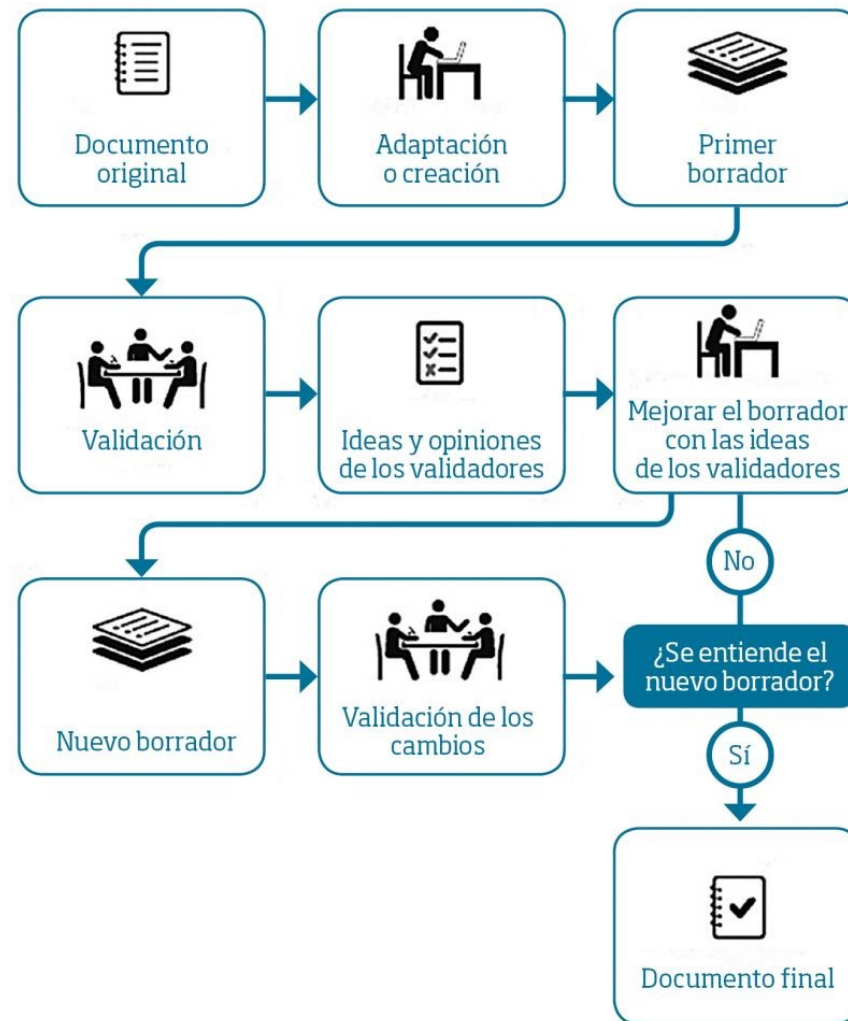 Documento
original
Adaptación
o creación
Primer
borrador
Validación
Ideas y opiniones
de los validadores
Mejorar el borrador
con las ideas
de los validadores
No
Nuevo borrador
Validación de los
cambios
¿Se entiende el
nuevo borrador?
Sí
Documento final